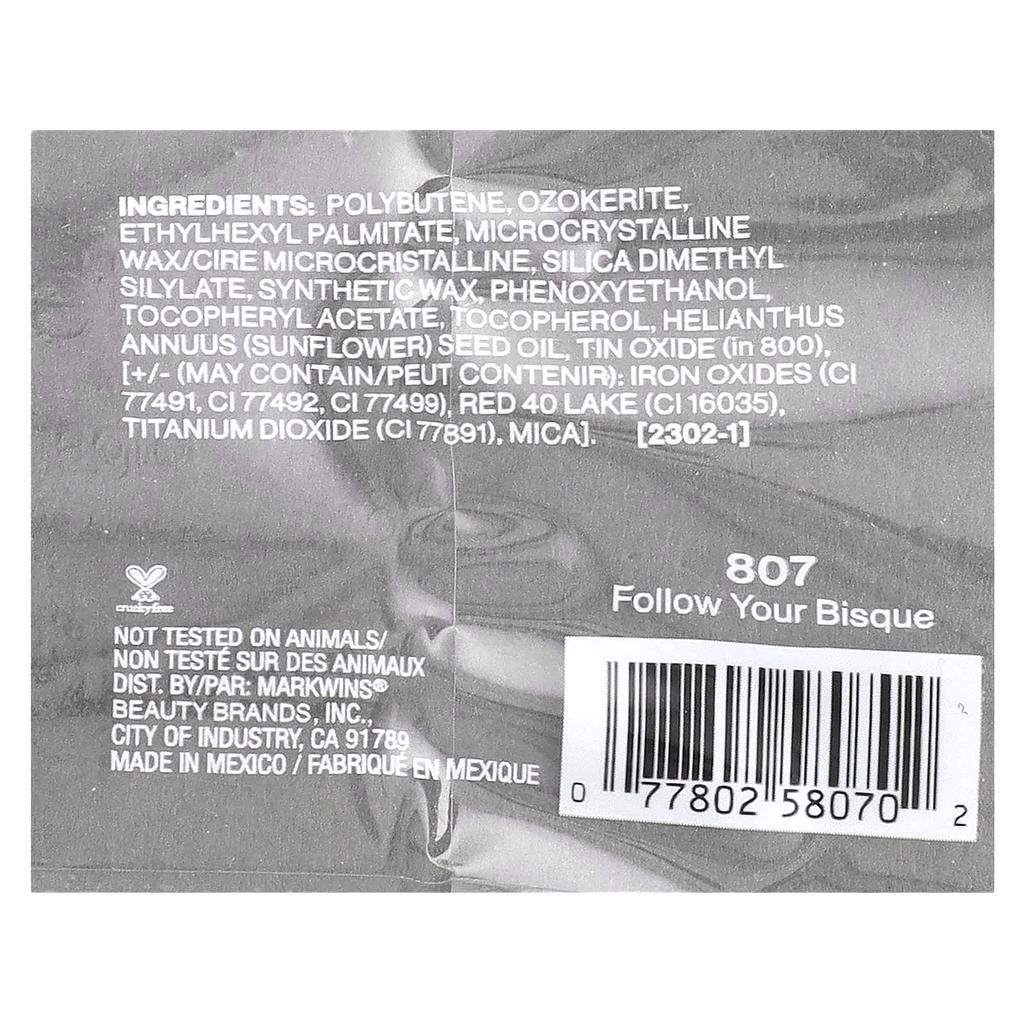 INGREDIENTS: POLYBUTENE, OZOKERITE,
ETHYLHEXYL PALMITATE, MICROCRYSTALLINE
WAX/CIRE MICROCRISTALLINE, SILICA DIMETHYL
SILYLATE, SYNTHETIC WAX, PHENOXYETHANOL,
TOCOPHERYL ACETATE, TOCOPHEROL, HELIANTHUS
ANNUUS (SUNFLOWER) SEED OIL, TIN OXIDE (in 800),
[+/- (MAY CONTAIN/PEUT CONTENIR): IRON OXIDES (CI
77491, CI 77492, CI 77499), RED 40 LAKE (CI 16035),
TITANIUM DIOXIDE (CI 77891), MICA]. [2302-1]
crueltyfree
NOT TESTED ON ANIMALS/
NON TESTÉ SUR DES ANIMAUX
DIST. BY/PAR: MARKWINS®
BEAUTY BRANDS, INC.,
CITY OF INDUSTRY, CA 91789
MADE IN MEXICO / FABRIQUÉ EN MEXIQUE
807
Follow Your Bisque
2
0 77802 58070 2